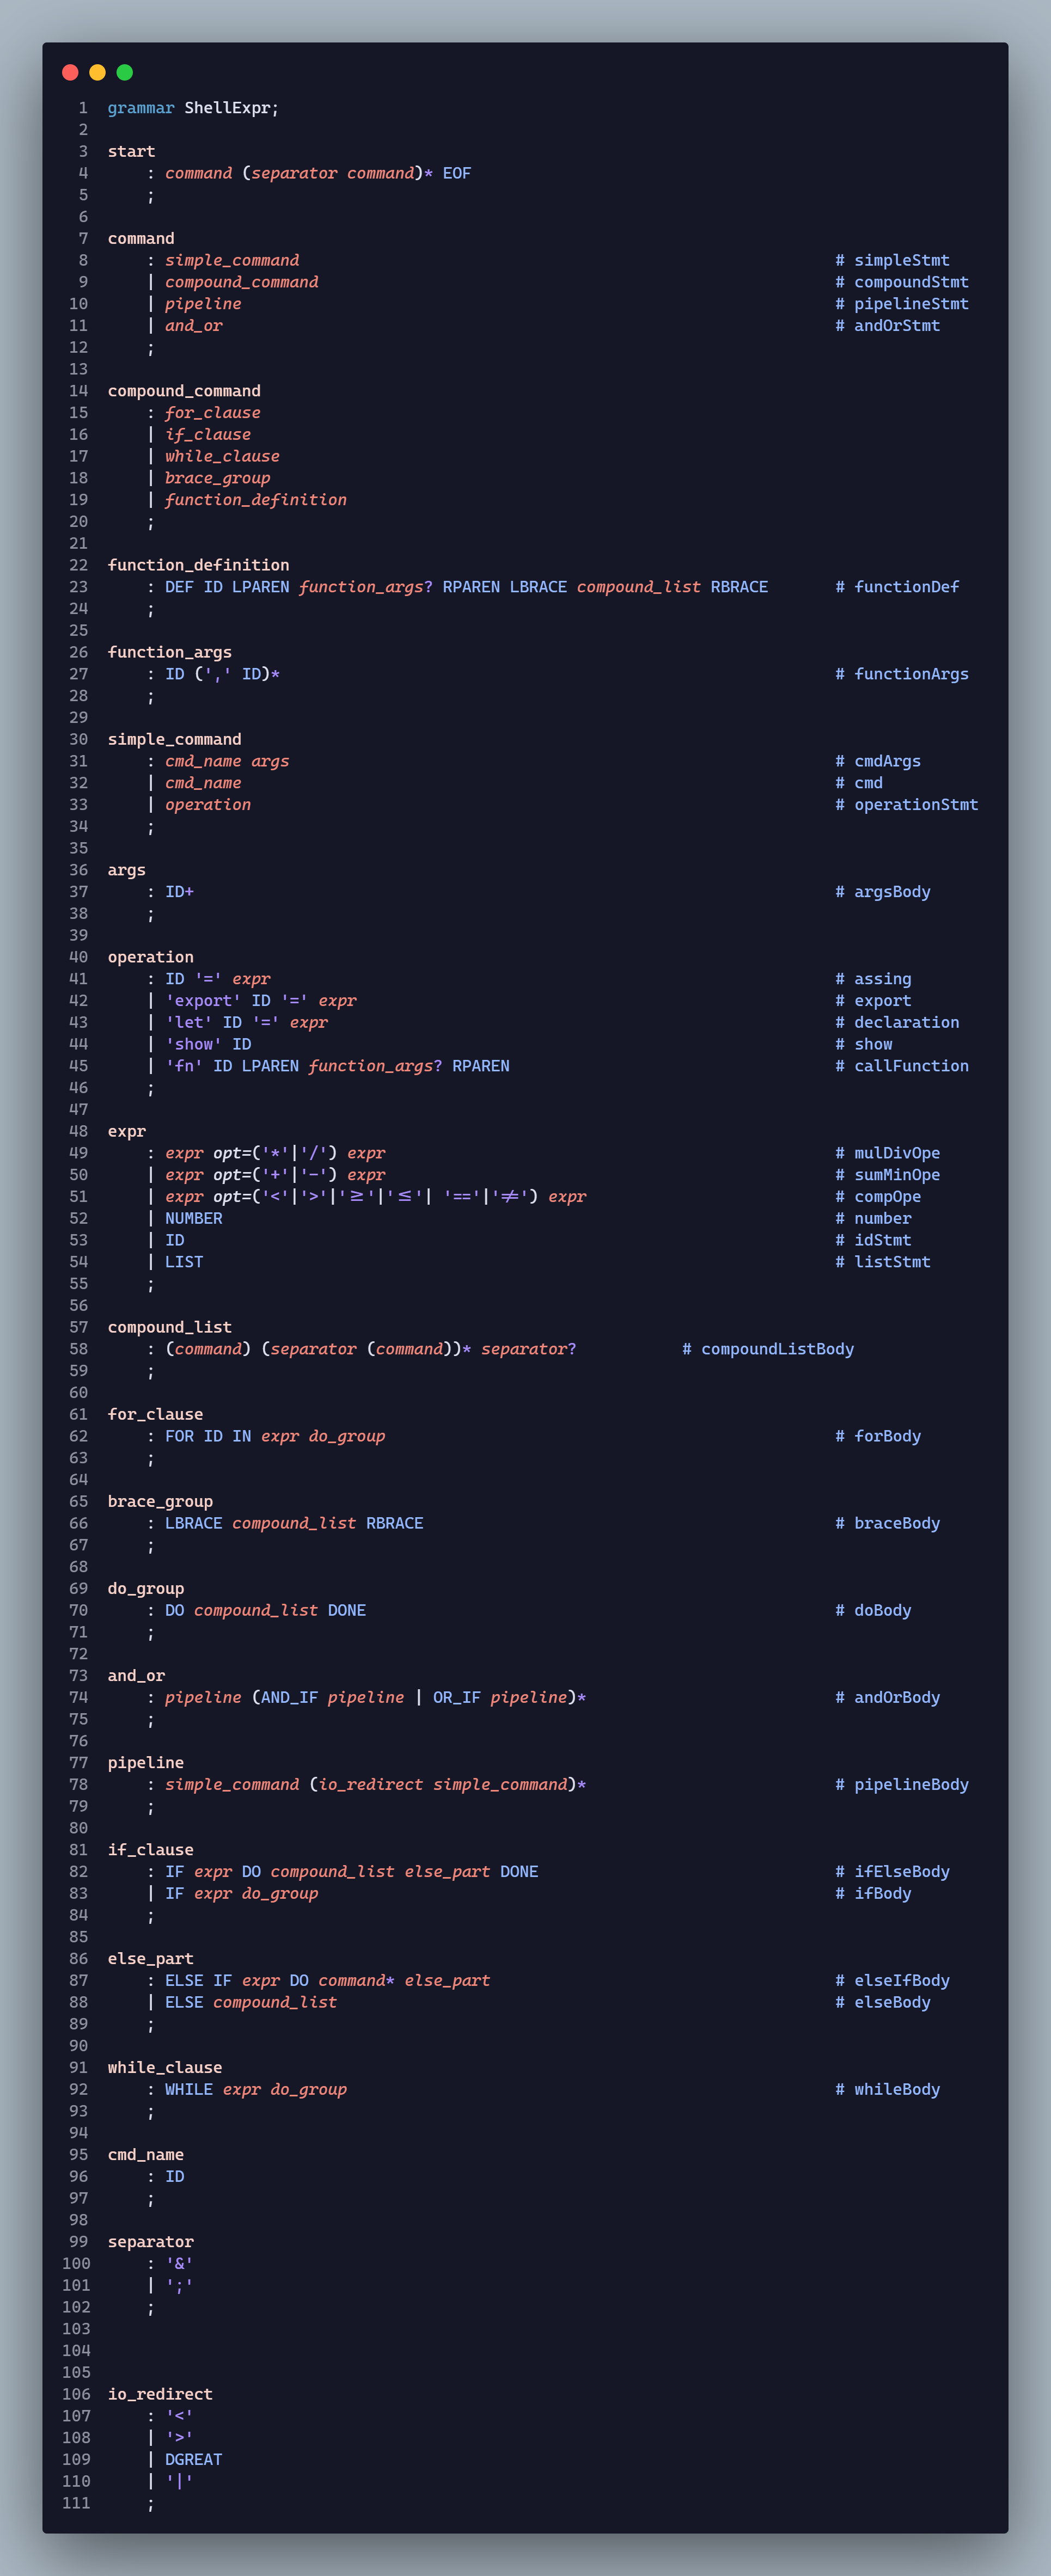 1 grammar ShellExpr;
2
3 start
4     : command (separator command)* EOF
5     ;
6
7 command
8     : simple_command # simpleStmt
9     | compound_command # compoundStmt
10     | pipeline # pipelineStmt
11     | and_or # andOrStmt
12     ;
13
14 compound_command
15     : for_clause
16     | if_clause
17     | while_clause
18     | brace_group
19     | function_definition
20     ;
21
22 function_definition
23     : DEF ID LPAREN function_args? RPAREN LBRACE compound_list RBRACE # functionDef
24     ;
25
26 function_args
27     : ID (',' ID)* # functionArgs
28     ;
29
30 simple_command
31     : cmd_name args # cmdArgs
32     | cmd_name # cmd
33     | operation # operationStmt
34     ;
35
36 args
37     : ID+ # argsBody
38     ;
39
40 operation
41     : ID '=' expr # assing
42     | 'export' ID '=' expr # export
43     | 'let' ID '=' expr # declaration
44     | 'show' ID # show
45     | 'fn' ID LPAREN function_args? RPAREN # callFunction
46     ;
47
48 expr
49     : expr opt=('*'|'/') expr # mulDivOpe
50     | expr opt=('+'|'-') expr # sumMinOpe
51     | expr opt=('<'|'>'|'≥'|'≤'| '=='|'≠') expr # compOpe
52     | NUMBER # number
53     | ID # idStmt
54     | LIST # listStmt
55     ;
56
57 compound_list
58     : (command) (separator (command))* separator? # compoundListBody
59     ;
60
61 for_clause
62     : FOR ID IN expr do_group # forBody
63     ;
64
65 brace_group
66     : LBRACE compound_list RBRACE # braceBody
67     ;
68
69 do_group
70     : DO compound_list DONE # doBody
71     ;
72
73 and_or
74     : pipeline (AND_IF pipeline | OR_IF pipeline)* # andOrBody
75     ;
76
77 pipeline
78     : simple_command (io_redirect simple_command)* # pipelineBody
79     ;
80
81 if_clause
82     : IF expr DO compound_list else_part DONE # ifElseBody
83     | IF expr do_group # ifBody
84     ;
85
86 else_part
87     : ELSE IF expr DO command* else_part # elseIfBody
88     | ELSE compound_list # elseBody
89     ;
90
91 while_clause
92     : WHILE expr do_group # whileBody
93     ;
94
95 cmd_name
96     : ID
97     ;
98
99 separator
100     : '&'
101     | ';'
102     ;
103
104
105
106 io_redirect
107     : '<'
108     | '>'
109     | DGREAT
110     | '|'
111     ;